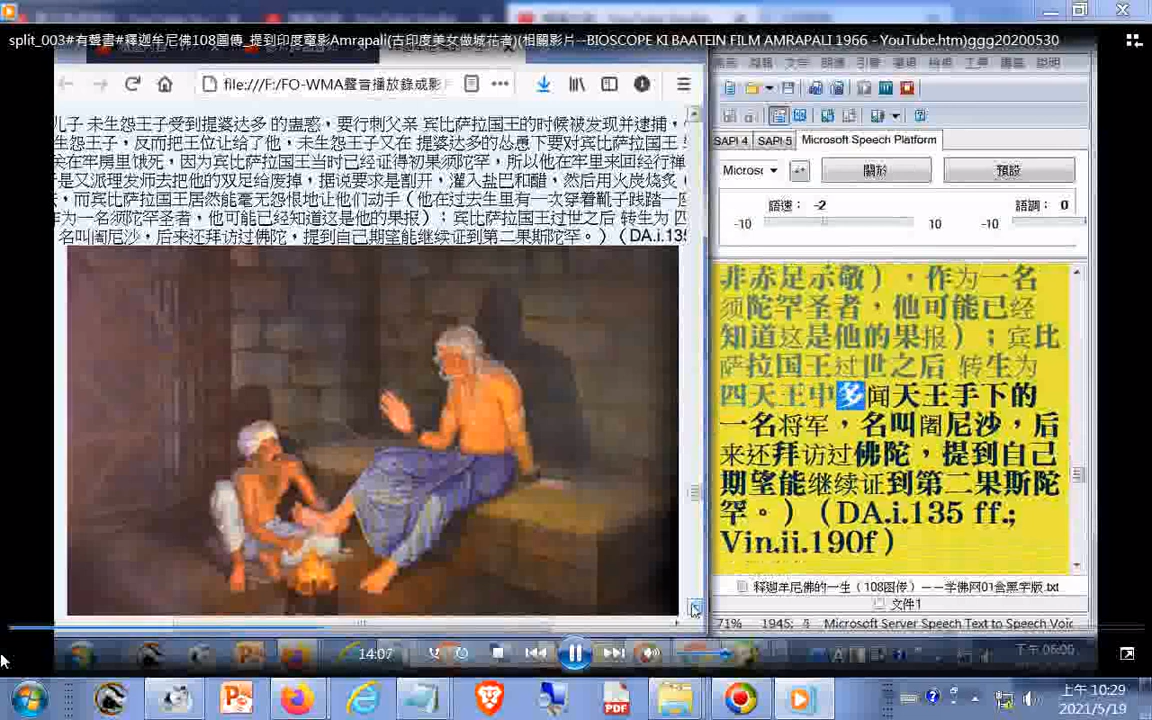 split_003#有聲書#釋迦牟尼佛108圖傳_提到印度電影Amrapali(古印度美女做城花者)(相關影片--BIOSCOPE KI BAATEIN FILM AMRAPALI 1966 - YouTube.htm)ggg20200530
file:///F:/FO-WMA聲音播放錄成影
儿子 未生怨王子受到提婆达多 的蛊惑，要行刺父亲 宾比萨拉国王的时候被发现并逮捕，
生怨王子，反而把王位让给了他，未生怨王子又在 提婆达多的怂恿下要对宾比萨拉国王
关在牢房里饿死，因为宾比萨拉国王当时已经证得初果须陀罕，所以他在牢里来回经行禅
是又派理发师去把他的双足给废掉，据说要求是割开，灌入盐巴和醋，然后用火炭烧炙
，而宾比萨拉国王居然能毫无怨恨地让他们动手（他在过去生里有一次穿着靴子践踏一
作为一名须陀罕圣者，他可能已经知道这是他的果报）；宾比萨拉国王过世之后 转生为 四
名叫阇尼沙，后来还拜访过佛陀，提到自己期望能继续证到第二果斯陀罕。）（DA.i.135
SAPI 4 SAPI 5 Microsoft Speech Platform
Micros 關於 預設
語速： -2 語調： 0
-10 10 -10
非赤足示敬），作为一名
须陀罕圣者，他可能已经
知道这是他的果报）；宾比
萨拉国王过世之后 转生为
四天王中多闻天王手下的
一名将军，名叫阇尼沙，后
来还拜访过佛陀，提到自己
期望能继续证到第二果斯陀
罕。）（DA.i.135 ff.;
Vin.ii.190f）
释迦牟尼佛的一生（108图传）——学佛网01含黑字版.txt
文件1
71% 1945; Microsoft Server Speech Text to Speech Voic
14:07
下午 06:00
上午 10:29
2021/5/19